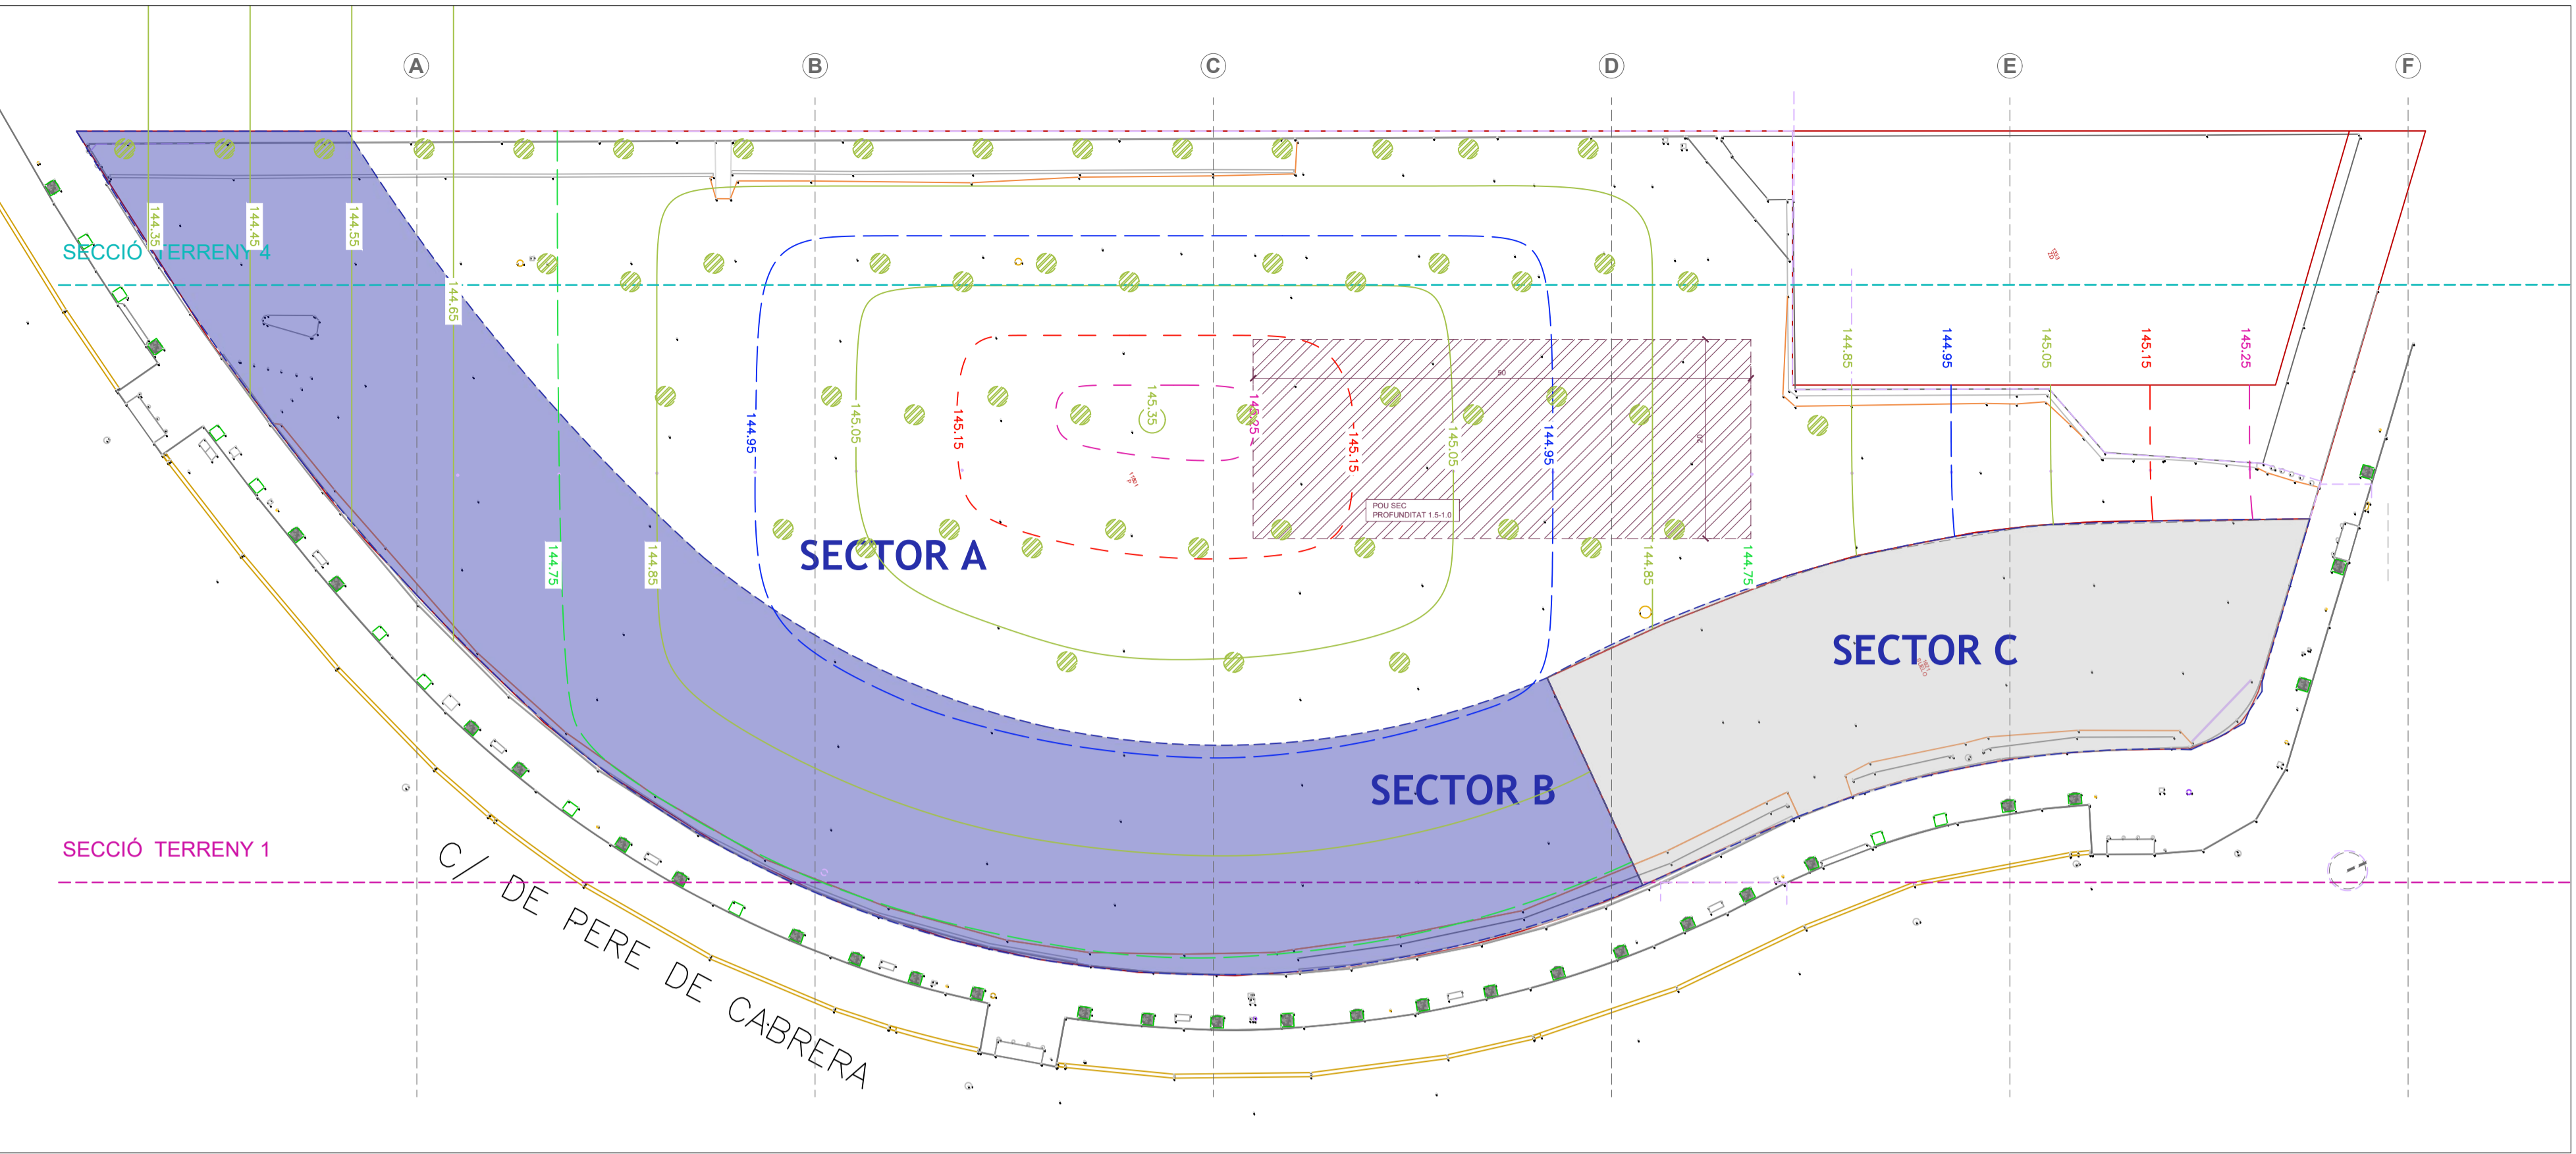 A B C D E F
144.35
144.45
144.55
SECCIÓ TERRENY 4
144.65
144.85
144.95
145.05
145.15
145.25
50
144.95
145.05
145.15
145.35
145.25
145.15
145.05
144.95
20
POU SEC
PROFUNDITAT 1.5-1.0
144.75
144.85
SECTOR A
144.85
144.75
SECTOR C
SECTOR B
SECCIÓ TERRENY 1
C/ DE PERE DE CABRERA